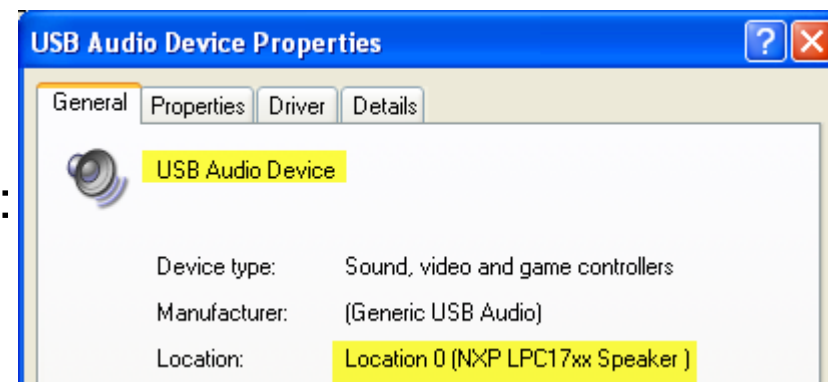 USB Audio Device Properties
General Properties Driver Details
USB Audio Device
:
Device type: Sound, video and game controllers
Manufacturer: (Generic USB Audio)
Location: Location 0 (NXP LPC17xx Speaker )